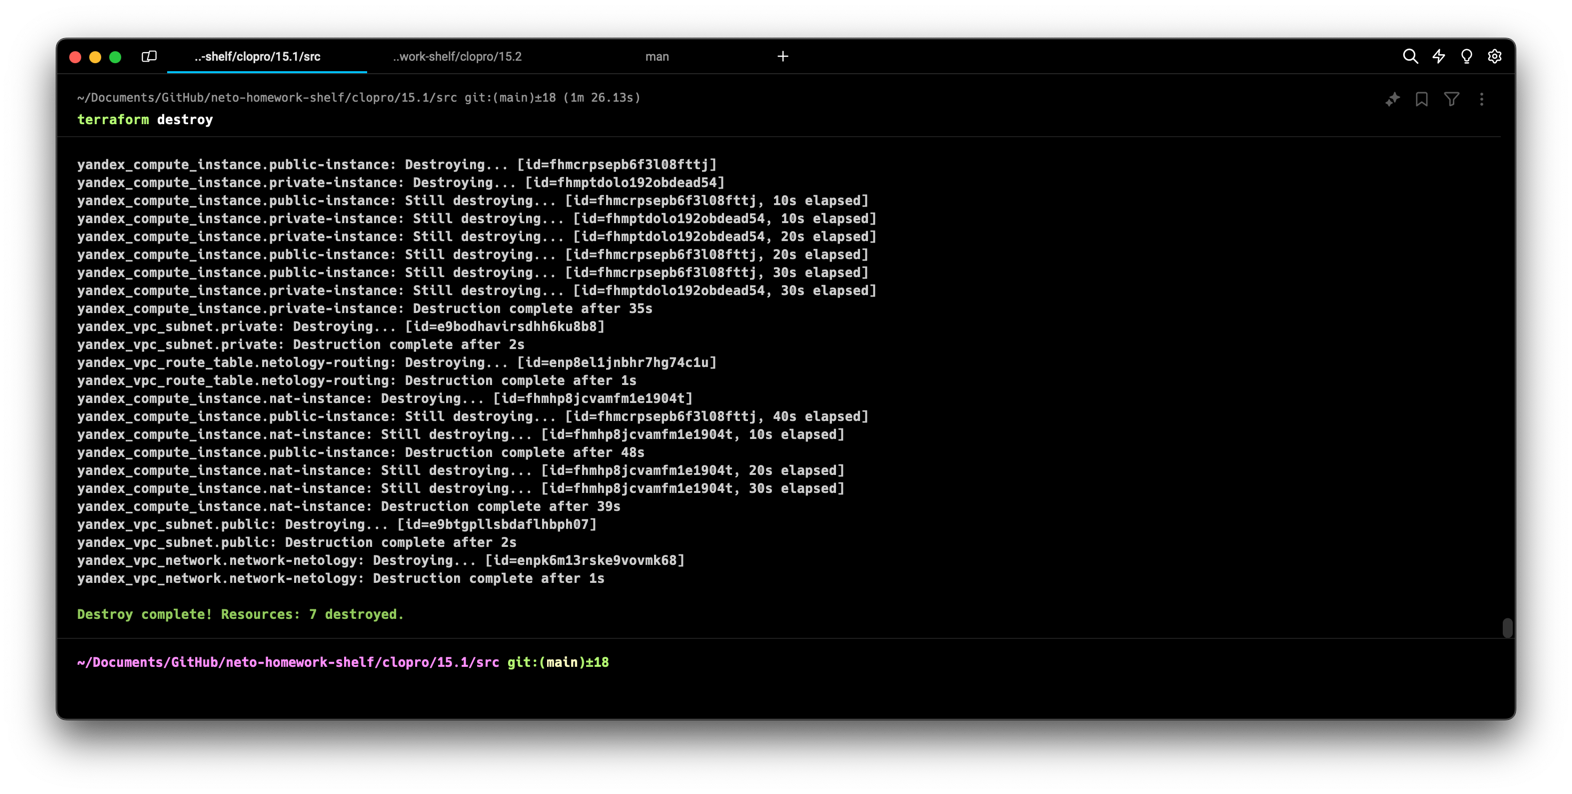 ..-shelf/clopro/15.1/src
..work-shelf/clopro/15.2
man
~/Documents/GitHub/neto-homework-shelf/clopro/15.1/src git:(main)±18 (1m 26.13s)
terraform destroy
yandex_compute_instance.public-instance: Destroying... [id=fhmcrpsepb6f3l08fttj]
yandex_compute_instance.private-instance: Destroying... [id=fhmptdolo192obdead54]
yandex_compute_instance.public-instance: Still destroying... [id=fhmcrpsepb6f3l08fttj, 10s elapsed]
yandex_compute_instance.private-instance: Still destroying... [id=fhmptdolo192obdead54, 10s elapsed]
yandex_compute_instance.private-instance: Still destroying... [id=fhmptdolo192obdead54, 20s elapsed]
yandex_compute_instance.public-instance: Still destroying... [id=fhmcrpsepb6f3l08fttj, 20s elapsed]
yandex_compute_instance.public-instance: Still destroying... [id=fhmcrpsepb6f3l08fttj, 30s elapsed]
yandex_compute_instance.private-instance: Still destroying... [id=fhmptdolo192obdead54, 30s elapsed]
yandex_compute_instance.private-instance: Destruction complete after 35s
yandex_vpc_subnet.private: Destroying... [id=e9bodhavirsdhh6ku8b8]
yandex_vpc_subnet.private: Destruction complete after 2s
yandex_vpc_route_table.netology-routing: Destroying... [id=enp8el1jnbhr7hg74c1u]
yandex_vpc_route_table.netology-routing: Destruction complete after 1s
yandex_compute_instance.nat-instance: Destroying... [id=fhmhp8jcvamfm1e1904t]
yandex_compute_instance.public-instance: Still destroying... [id=fhmcrpsepb6f3l08fttj, 40s elapsed]
yandex_compute_instance.nat-instance: Still destroying... [id=fhmhp8jcvamfm1e1904t, 10s elapsed]
yandex_compute_instance.public-instance: Destruction complete after 48s
yandex_compute_instance.nat-instance: Still destroying... [id=fhmhp8jcvamfm1e1904t, 20s elapsed]
yandex_compute_instance.nat-instance: Still destroying... [id=fhmhp8jcvamfm1e1904t, 30s elapsed]
yandex_compute_instance.nat-instance: Destruction complete after 39s
yandex_vpc_subnet.public: Destroying... [id=e9btgpllsbdaflhbph07]
yandex_vpc_subnet.public: Destruction complete after 2s
yandex_vpc_network.network-netology: Destroying... [id=enpk6m13rske9vovmk68]
yandex_vpc_network.network-netology: Destruction complete after 1s
Destroy complete! Resources: 7 destroyed.
~/Documents/GitHub/neto-homework-shelf/clopro/15.1/src git:(main)±18